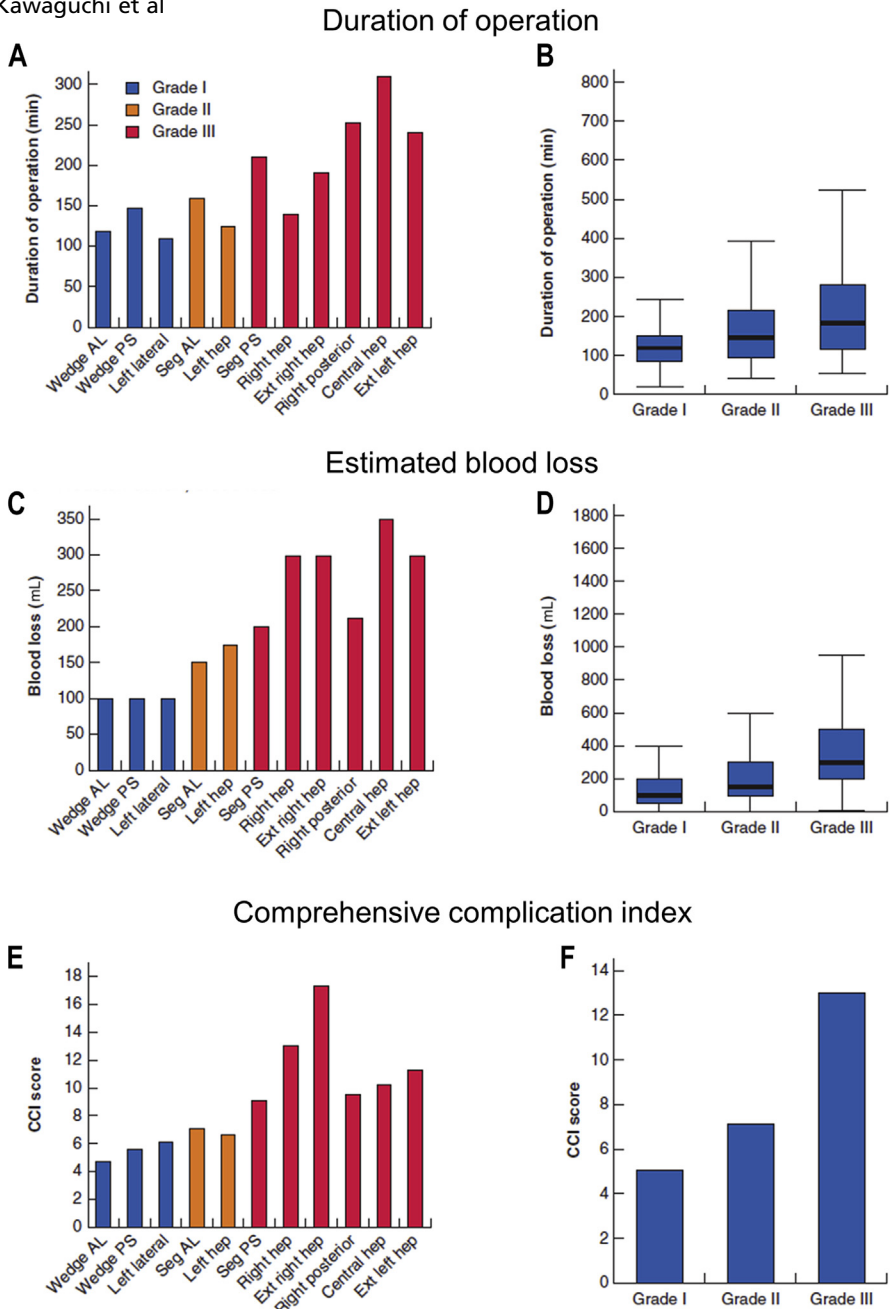 Kawaguchi et al
Duration of operation
A
Duration of operation (min)
300
250
200
150
100
50
0
Grade I
Grade II
Grade III
Wedge AL
Wedge PS
Left lateral
Seg AL
Left hep
Seg PS
Right hep
Ext right hep
Right posterior
Central hep
Ext left hep
B
Duration of operation (min)
800
700
600
500
400
300
200
100
0
Grade I
Grade II
Grade III
Estimated blood loss
C
Blood loss (mL)
350
300
250
200
150
100
50
0
Wedge AL
Wedge PS
Left lateral
Seg AL
Left hep
Seg PS
Right hep
Ext right hep
Right posterior
Central hep
Ext left hep
D
Blood loss (mL)
1800
1600
1400
1200
1000
800
600
400
200
0
Grade I
Grade II
Grade III
Comprehensive complication index
E
CCI score
18
16
14
12
10
8
6
4
2
0
Wedge AL
Wedge PS
Left lateral
Seg AL
Left hep
Seg PS
Right hep
Ext right hep
Right posterior
Central hep
Ext left hep
F
CCI score
14
12
10
8
6
4
2
0
Grade I
Grade II
Grade III